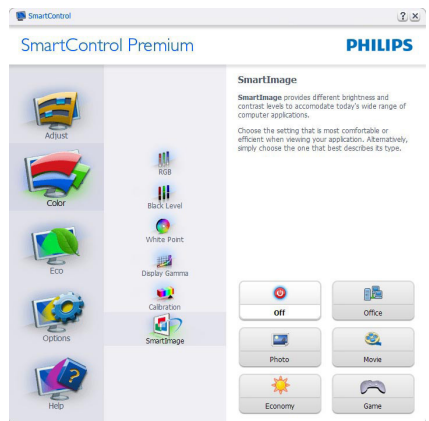 SmartControl
SmartControl Premium
PHILIPS
Adjust
Color
Eco
Options
Help
RGB
Black Level
White Point
Display Gamma
Calibration
SmartImage
SmartImage
SmartImage provides different brightness and
contrast levels to accomodate today's wide range of
computer applications.
Choose the setting that is most comfortable or
efficient when viewing your application. Alternatively,
simply choose the one that best describes its type.
Off
Office
Photo
Movie
Economy
Game